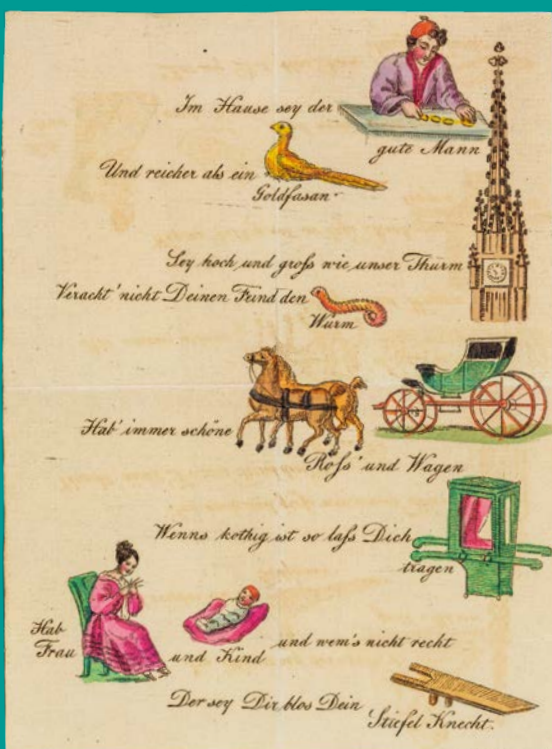 Im Hause sey der
gute Mann
Und reicher als ein
Goldfasan.
Sey hoch und groſs wie unser Thurm
Veracht' nicht Deinen Feind den
Wurm
Hab' immer schöne
Roſs' und Wagen
Wenns kothig ist so laſs Dich
tragen
Hab
Frau und Kind und wem's nicht recht
Der sey Dir blos Dein
Stiefel Knecht.